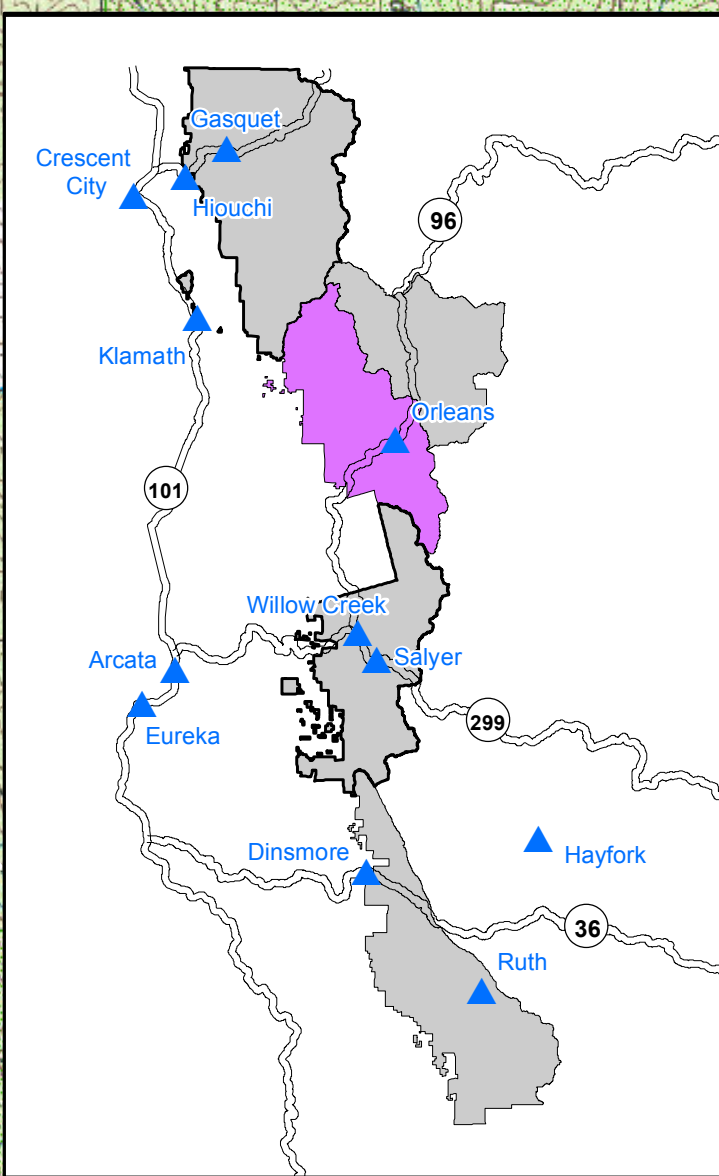 Gasquet
Crescent
City
Hiouchi
96
Klamath
Orleans
101
Willow Creek
Arcata
Salyer
Eureka
299
Dinsmore
Hayfork
36
Ruth